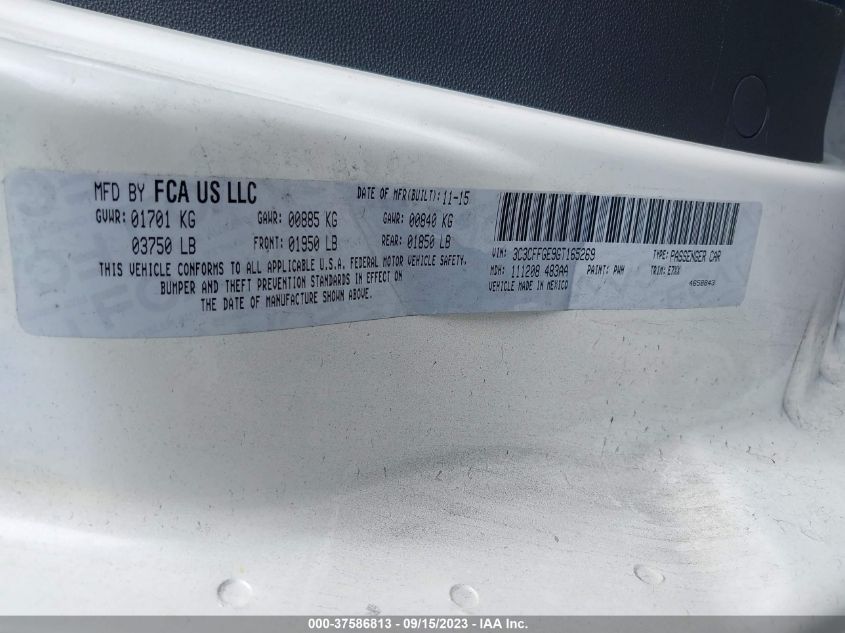 MFD BY FCA US LLC DATE OF MFR(BUILT): 11-15
GVWR: 01701 KG GAWR: 00885 KG GAWR: 00840 KG
03750 LB FRONT: 01950 LB REAR: 01850 LB
THIS VEHICLE CONFORMS TO ALL APPLICABLE U.S.A. FEDERAL MOTOR VEHICLE SAFETY,
BUMPER AND THEFT PREVENTION STANDARDS IN EFFECT ON
THE DATE OF MANUFACTURE SHOWN ABOVE.
VIN: 3C3CFFGE9GT165269 TYPE: PASSENGER CAR
MDH: 111208 483AA PAINT: PWH TRIM: E7XX
VEHICLE MADE IN MEXICO 4658843
000-37586813 - 09/15/2023 - © IAA Inc.